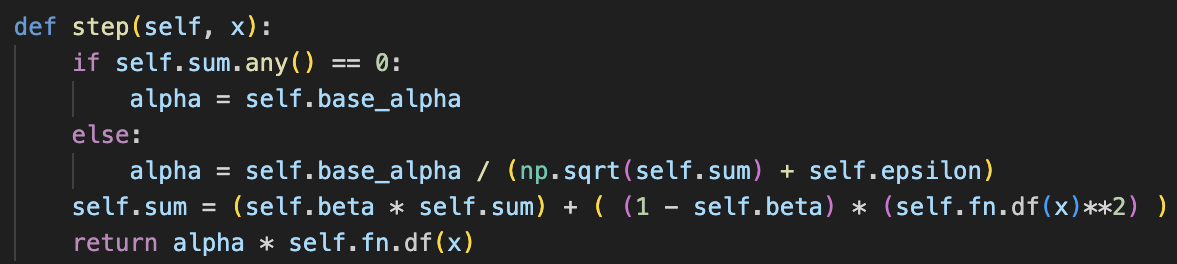 def step(self, x):
    if self.sum.any() == 0:
        alpha = self.base_alpha
    else:
        alpha = self.base_alpha / (np.sqrt(self.sum) + self.epsilon)
    self.sum = (self.beta * self.sum) + ( (1 - self.beta) * (self.fn.df(x)**2) )
    return alpha * self.fn.df(x)